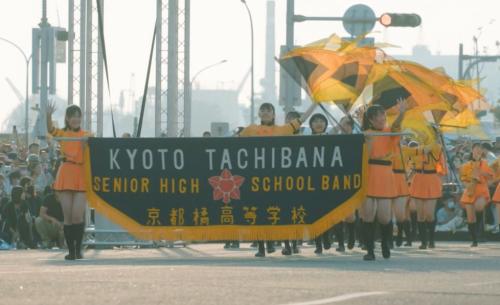 KYOTO TACHIBANA
SENIOR HIGH SCHOOL BAND
京都橘高等学校